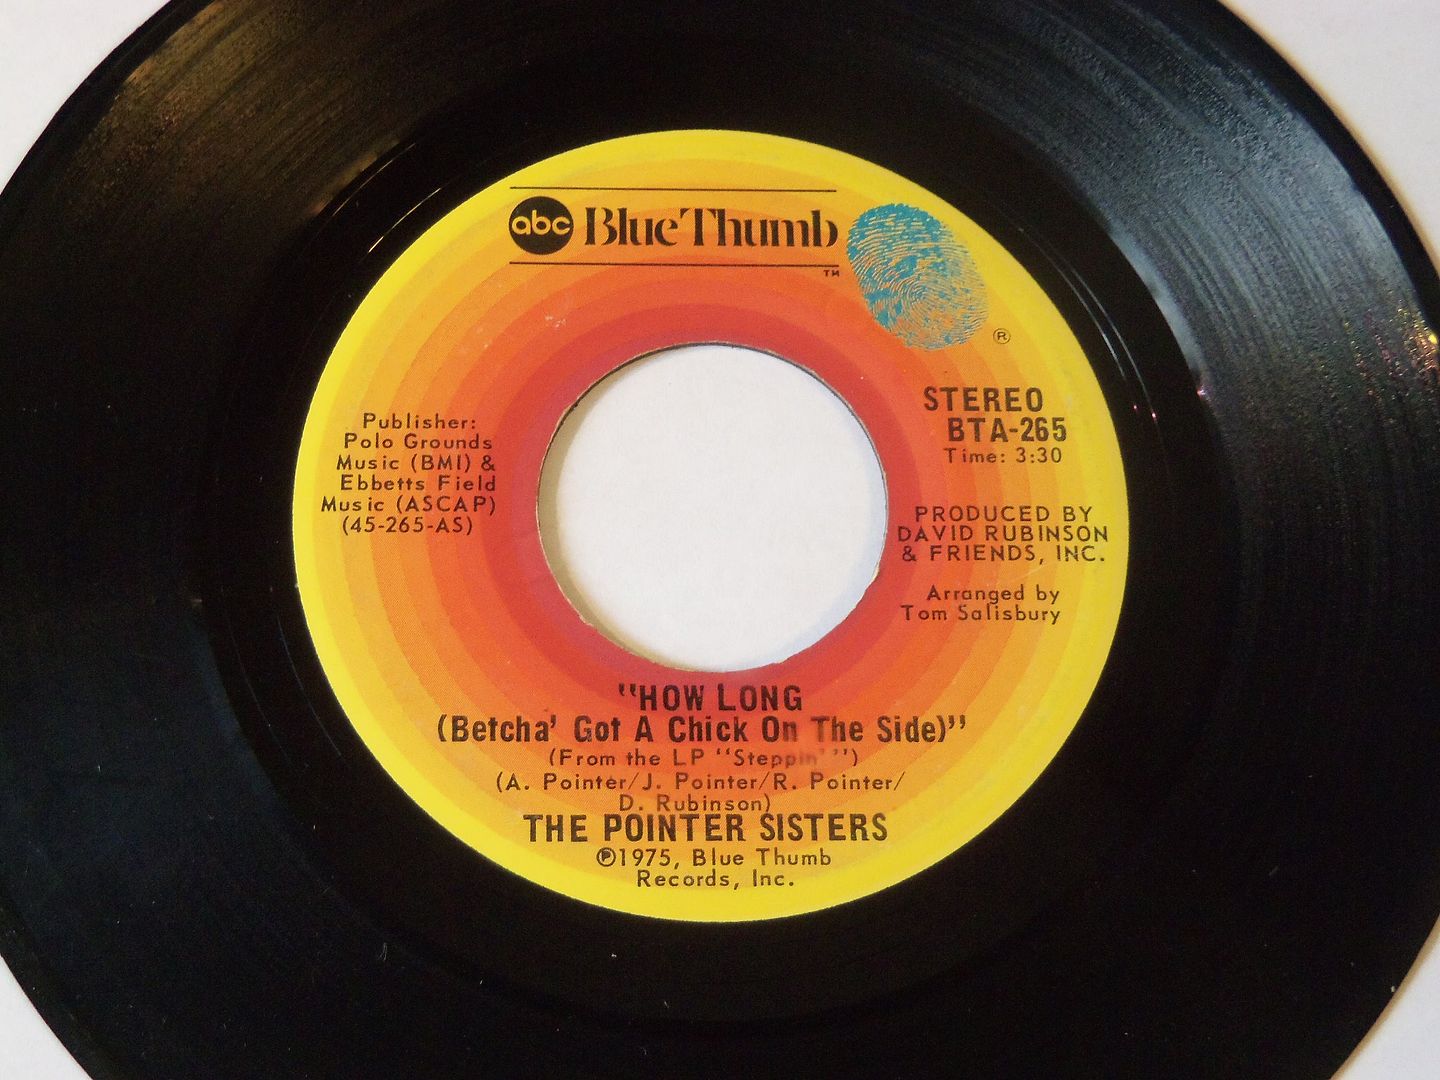 abc Blue Thumb
TM
®
STEREO
BTA-265
Time: 3:30
Publisher:
Polo Grounds
Music (BMI) &
Ebbetts Field
Music (ASCAP)
(45-265-AS)
PRODUCED BY
DAVID RUBINSON
& FRIENDS, INC.
Arranged by
Tom Salisbury
"HOW LONG
(Betcha' Got A Chick On The Side)"
(From the LP "Steppin' ")
(A. Pointer/J. Pointer/R. Pointer/
D. Rubinson)
THE POINTER SISTERS
℗1975, Blue Thumb
Records, Inc.